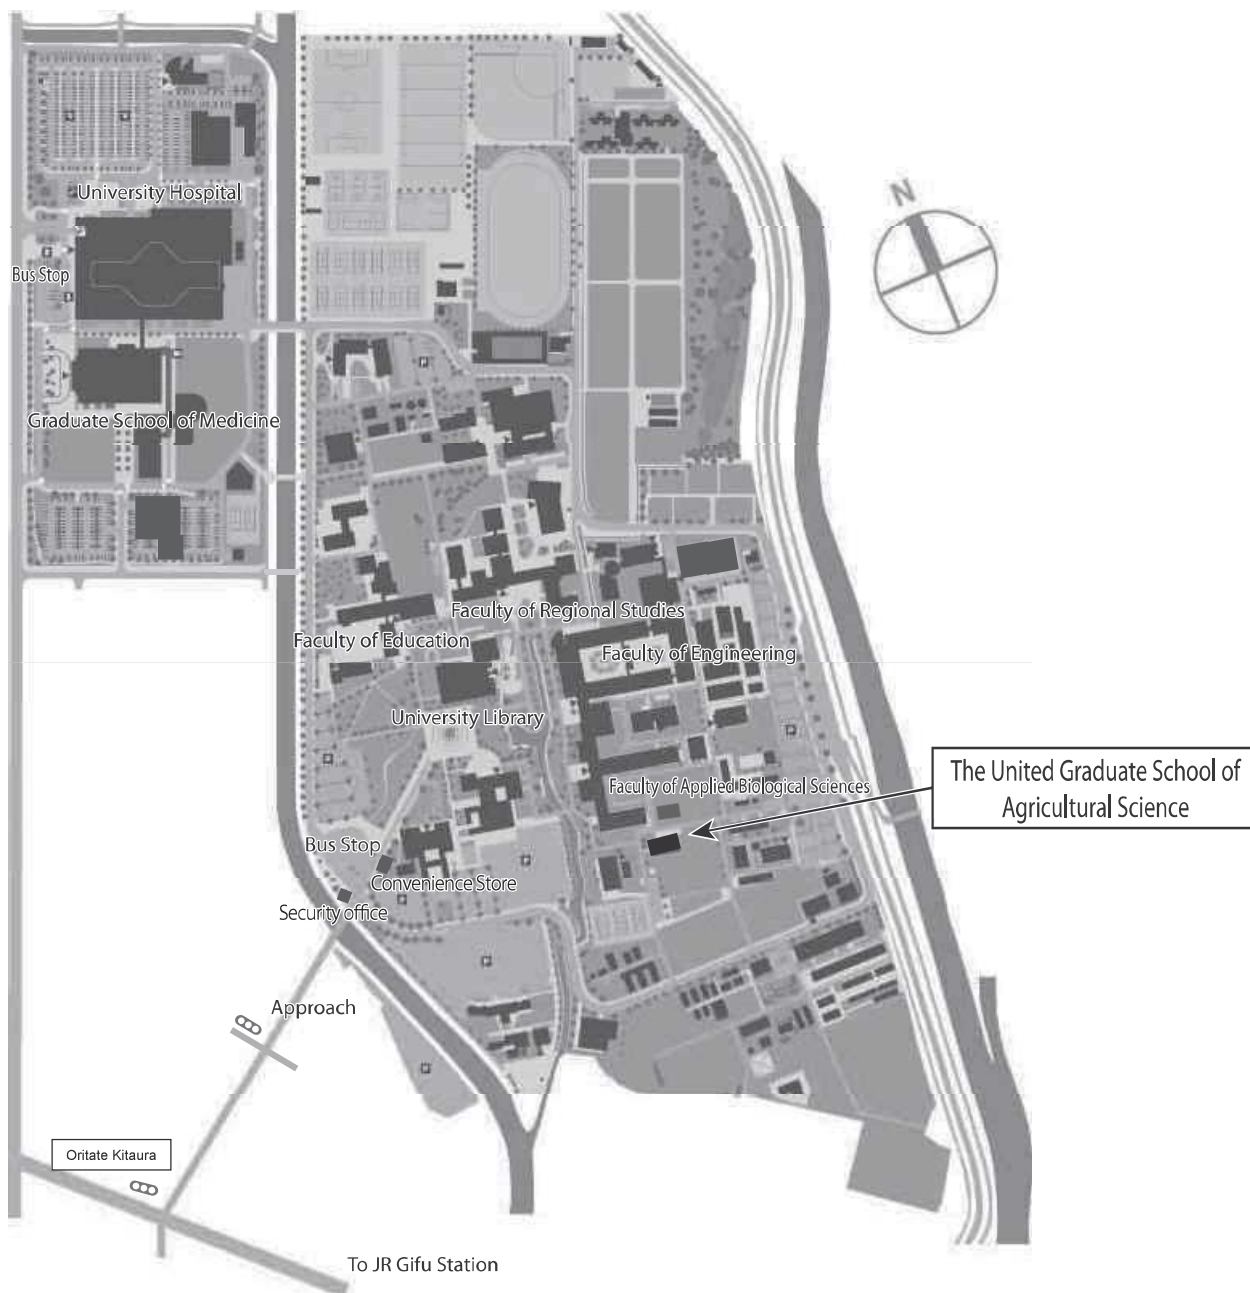 N
University Hospital
Bus Stop
Graduate School of Medicine
Faculty of Regional Studies
Faculty of Education
Faculty of Engineering
University Library
The United Graduate School of
Agricultural Science
Faculty of Applied Biological Sciences
Bus Stop
Convenience Store
Security office
Approach
Oritate Kitaura
To JR Gifu Station
P
P
P
P
P
P
P
P
P
P
P